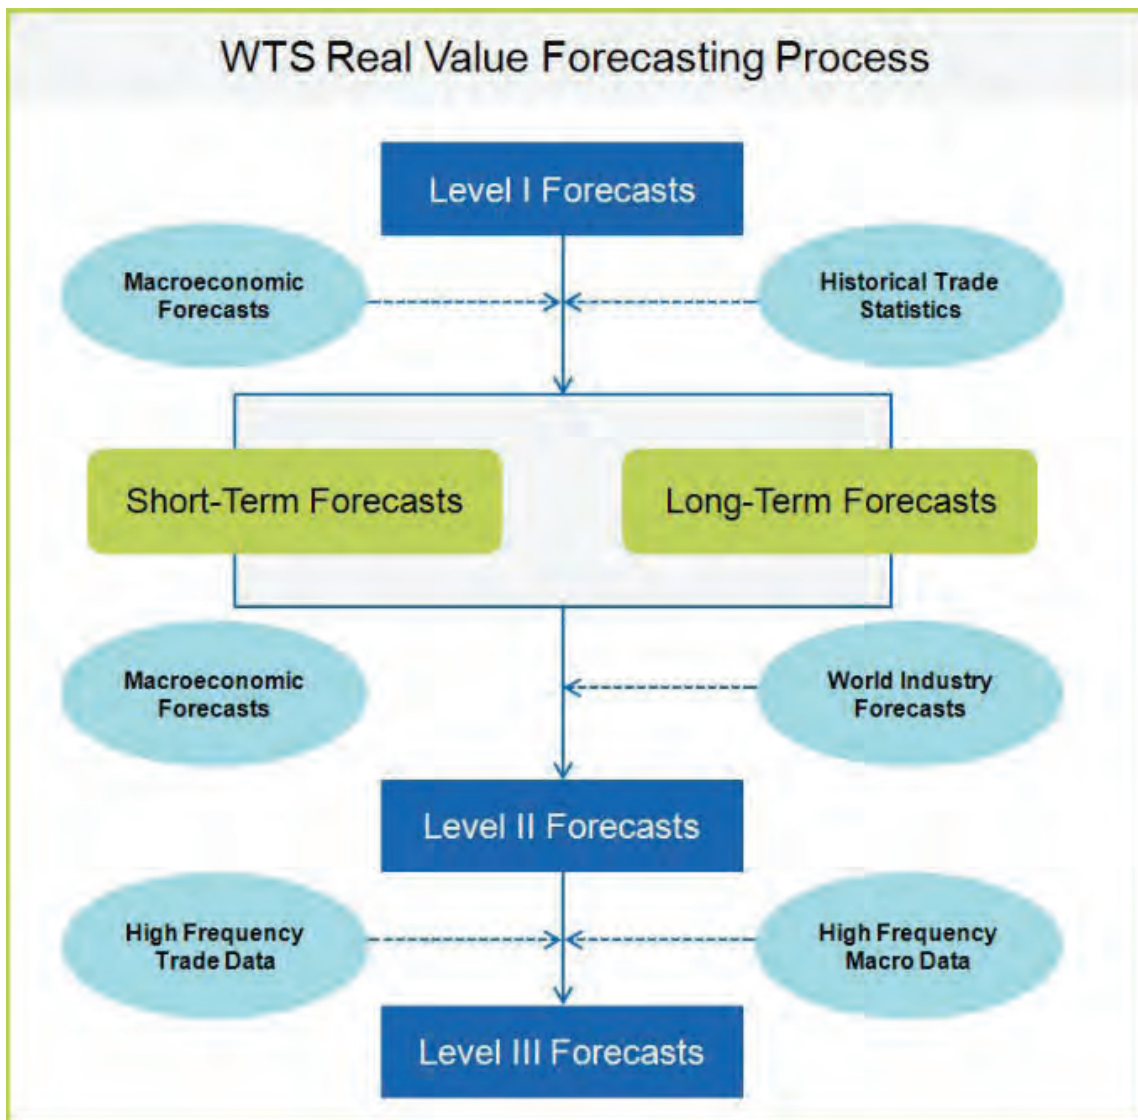 WTS Real Value Forecasting Process
Level I Forecasts
Macroeconomic
Forecasts
Historical Trade
Statistics
Short-Term Forecasts
Long-Term Forecasts
Macroeconomic
Forecasts
World Industry
Forecasts
Level II Forecasts
High Frequency
Trade Data
High Frequency
Macro Data
Level III Forecasts